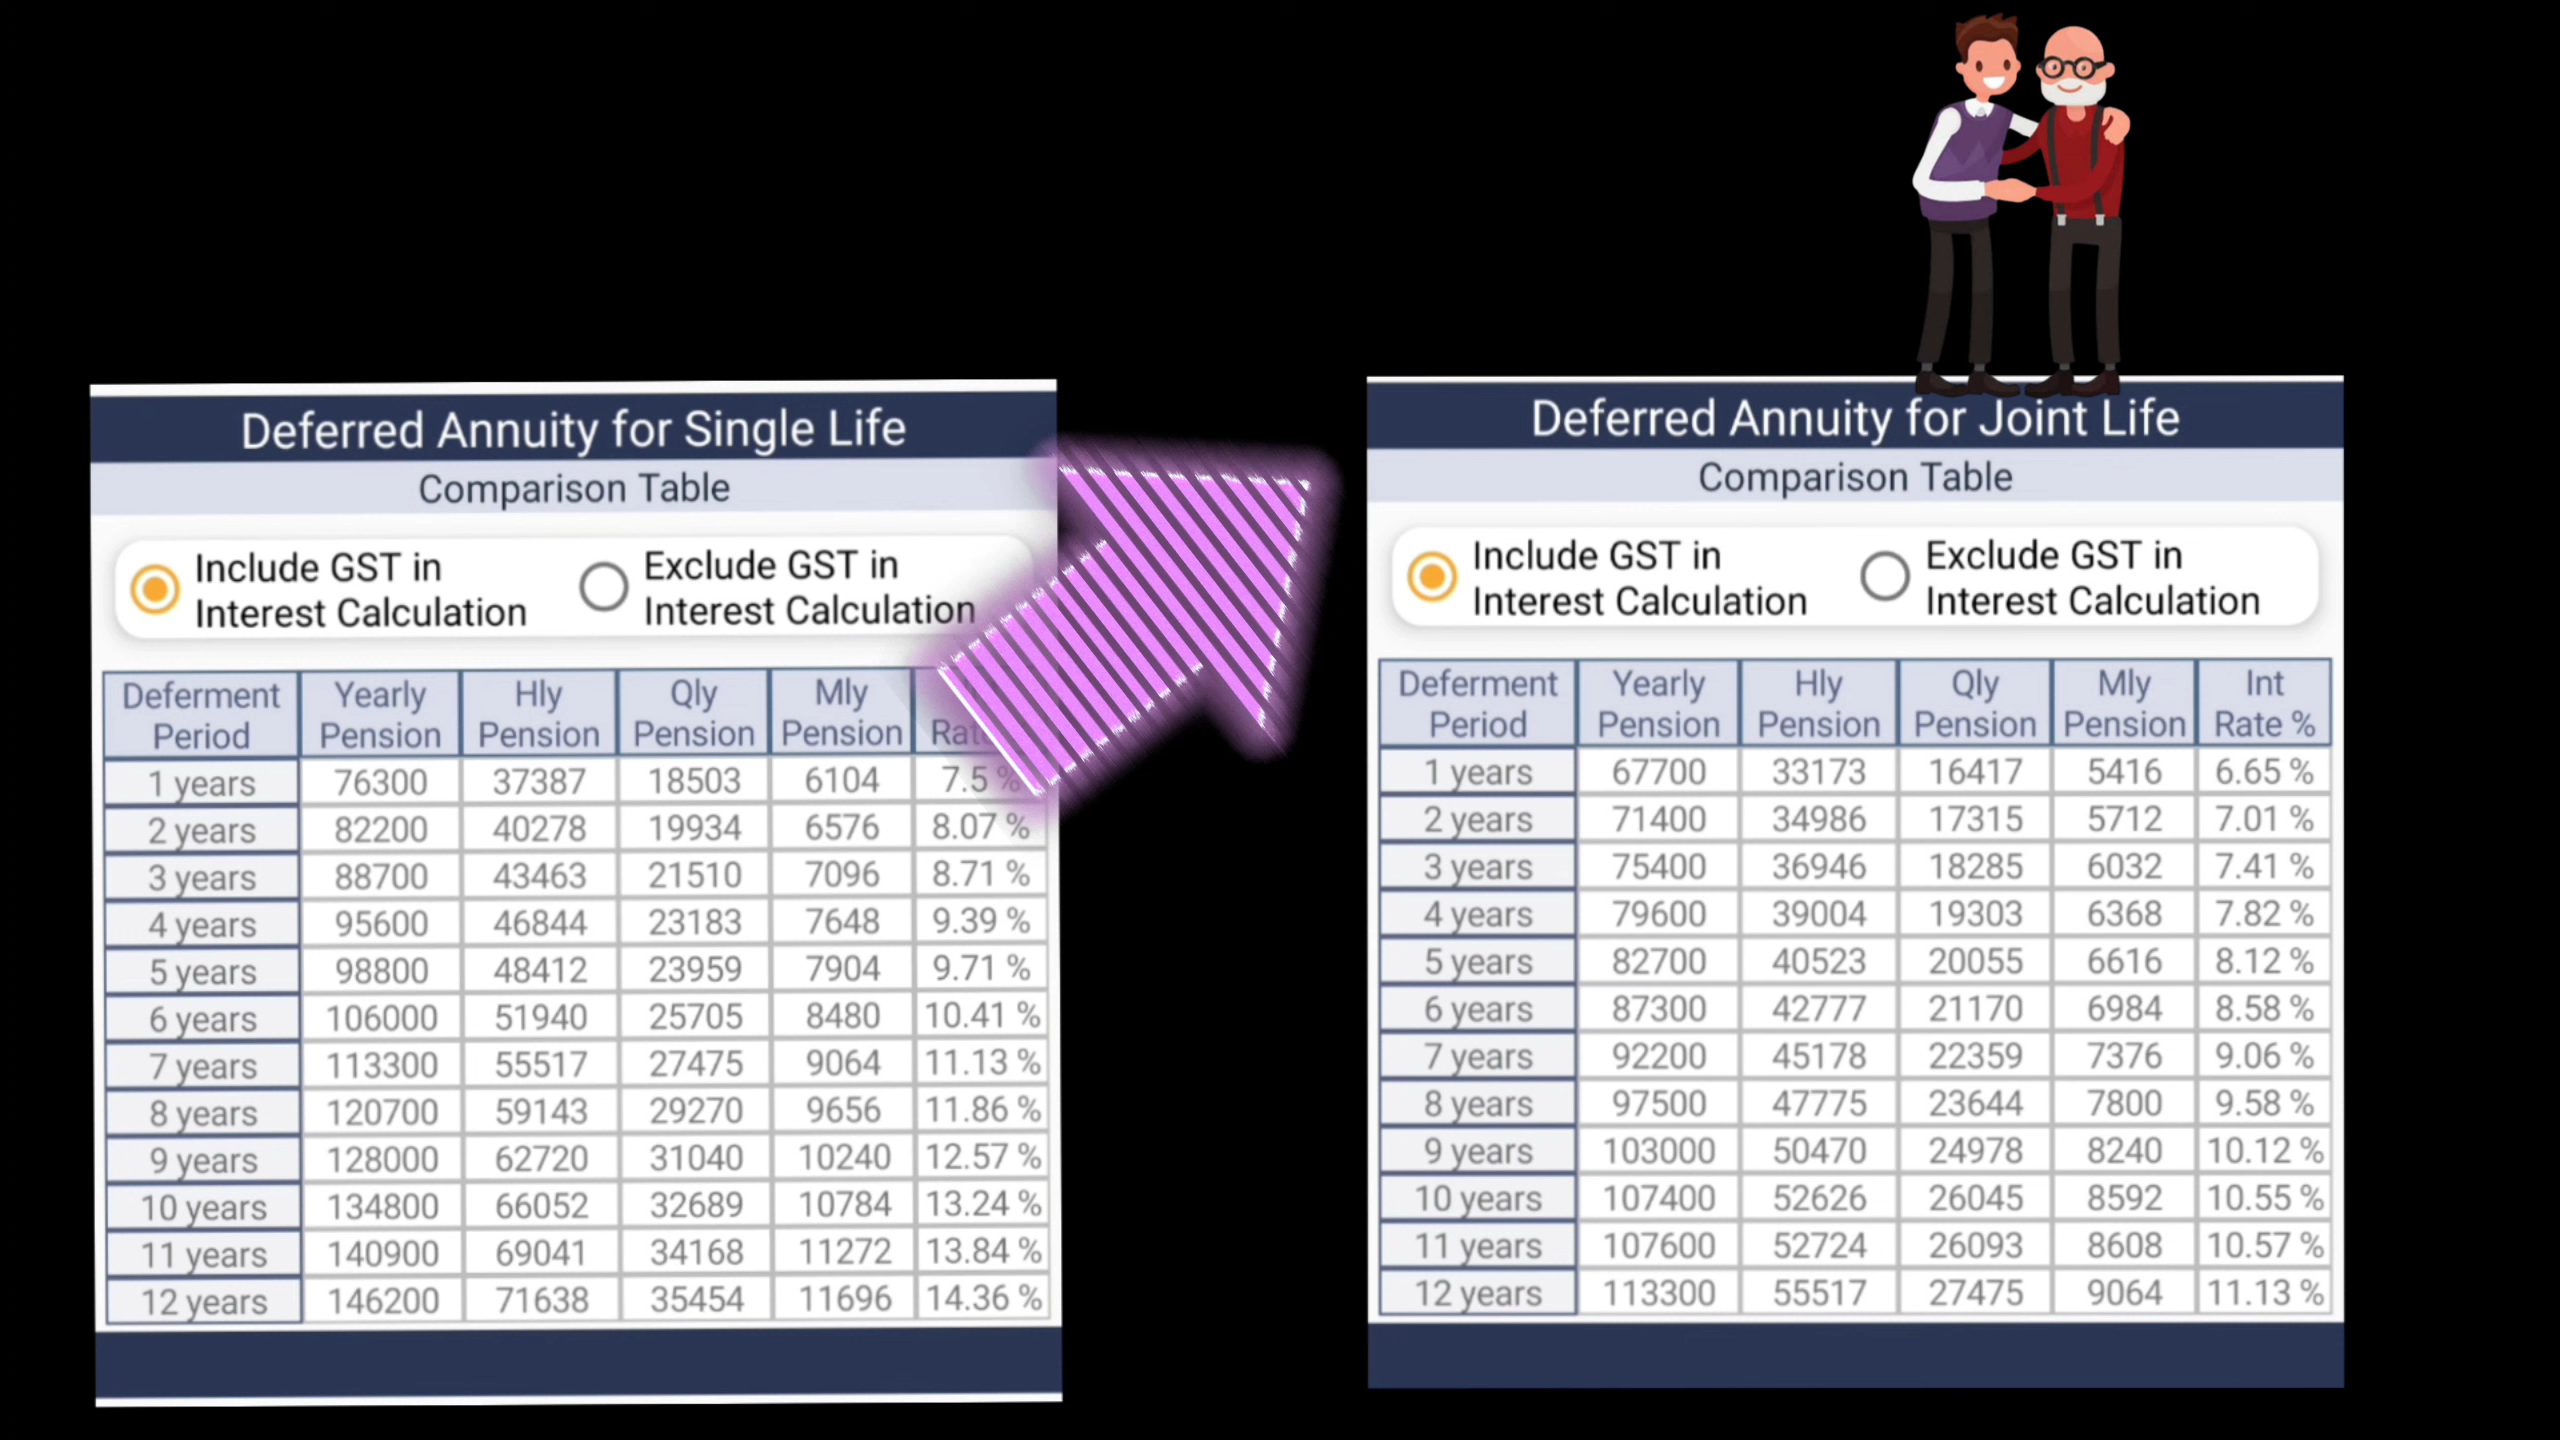 Deferred Annuity for Single Life
Comparison Table
Include GST in
Interest Calculation
Exclude GST in
Interest Calculation
Deferment Period Yearly Pension Hly Pension Qly Pension Mly Pension
1 years 76300 37387 18503 6104 7.5 %
2 years 82200 40278 19934 6576 8.07 %
3 years 88700 43463 21510 7096 8.71 %
4 years 95600 46844 23183 7648 9.39 %
5 years 98800 48412 23959 7904 9.71 %
6 years 106000 51940 25705 8480 10.41 %
7 years 113300 55517 27475 9064 11.13 %
8 years 120700 59143 29270 9656 11.86 %
9 years 128000 62720 31040 10240 12.57 %
10 years 134800 66052 32689 10784 13.24 %
11 years 140900 69041 34168 11272 13.84 %
12 years 146200 71638 35454 11696 14.36 %
Deferred Annuity for Joint Life
Comparison Table
Include GST in
Interest Calculation
Exclude GST in
Interest Calculation
Deferment Period Yearly Pension Hly Pension Qly Pension Mly Pension Int Rate %
1 years 67700 33173 16417 5416 6.65 %
2 years 71400 34986 17315 5712 7.01 %
3 years 75400 36946 18285 6032 7.41 %
4 years 79600 39004 19303 6368 7.82 %
5 years 82700 40523 20055 6616 8.12 %
6 years 87300 42777 21170 6984 8.58 %
7 years 92200 45178 22359 7376 9.06 %
8 years 97500 47775 23644 7800 9.58 %
9 years 103000 50470 24978 8240 10.12 %
10 years 107400 52626 26045 8592 10.55 %
11 years 107600 52724 26093 8608 10.57 %
12 years 113300 55517 27475 9064 11.13 %